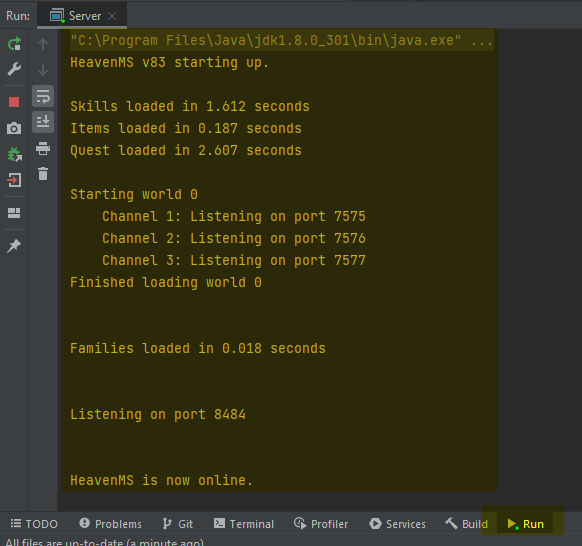 Run: Server
"C:\Program Files\Java\jdk1.8.0_301\bin\java.exe" ...
HeavenMS v83 starting up.
Skills loaded in 1.612 seconds
Items loaded in 0.187 seconds
Quest loaded in 2.607 seconds
Starting world 0
Channel 1: Listening on port 7575
Channel 2: Listening on port 7576
Channel 3: Listening on port 7577
Finished loading world 0
Families loaded in 0.018 seconds
Listening on port 8484
HeavenMS is now online.
TODO Problems Git Terminal Profiler Services Build Run
All files are up-to-date (a minute ago)